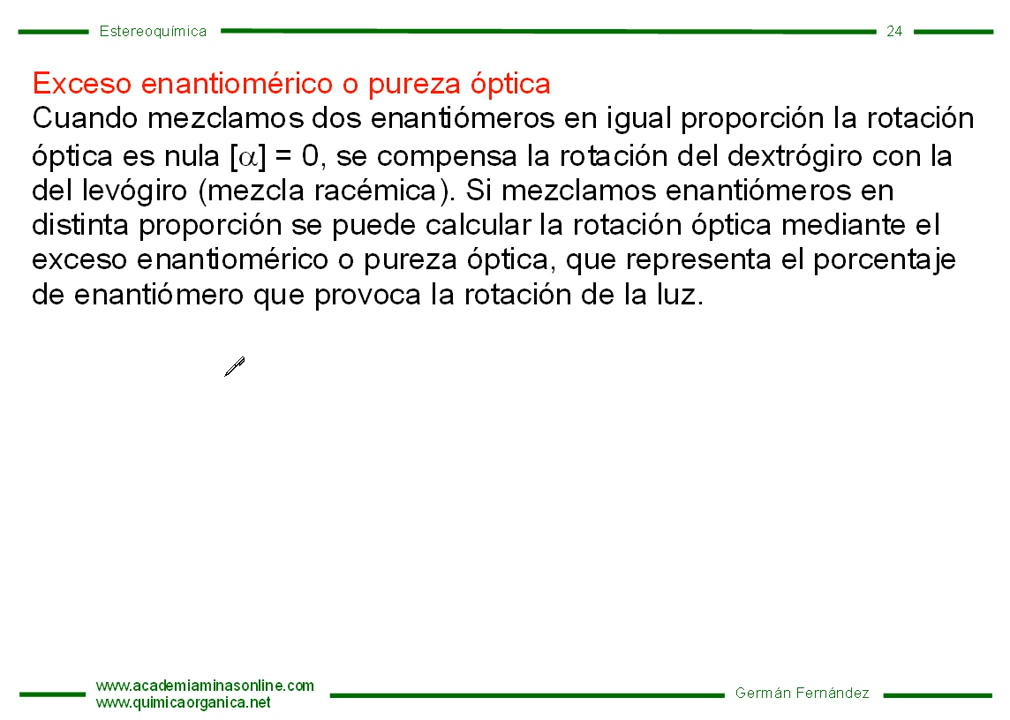 Estereoquímica 24
Exceso enantiomérico o pureza óptica
Cuando mezclamos dos enantiómeros en igual proporción la rotación
óptica es nula [α] = 0, se compensa la rotación del dextrógiro con la
del levógiro (mezcla racémica). Si mezclamos enantiómeros en
distinta proporción se puede calcular la rotación óptica mediante el
exceso enantiomérico o pureza óptica, que representa el porcentaje
de enantiómero que provoca la rotación de la luz.
www.academiaminasonline.com
www.quimicaorganica.net
Germán Fernández